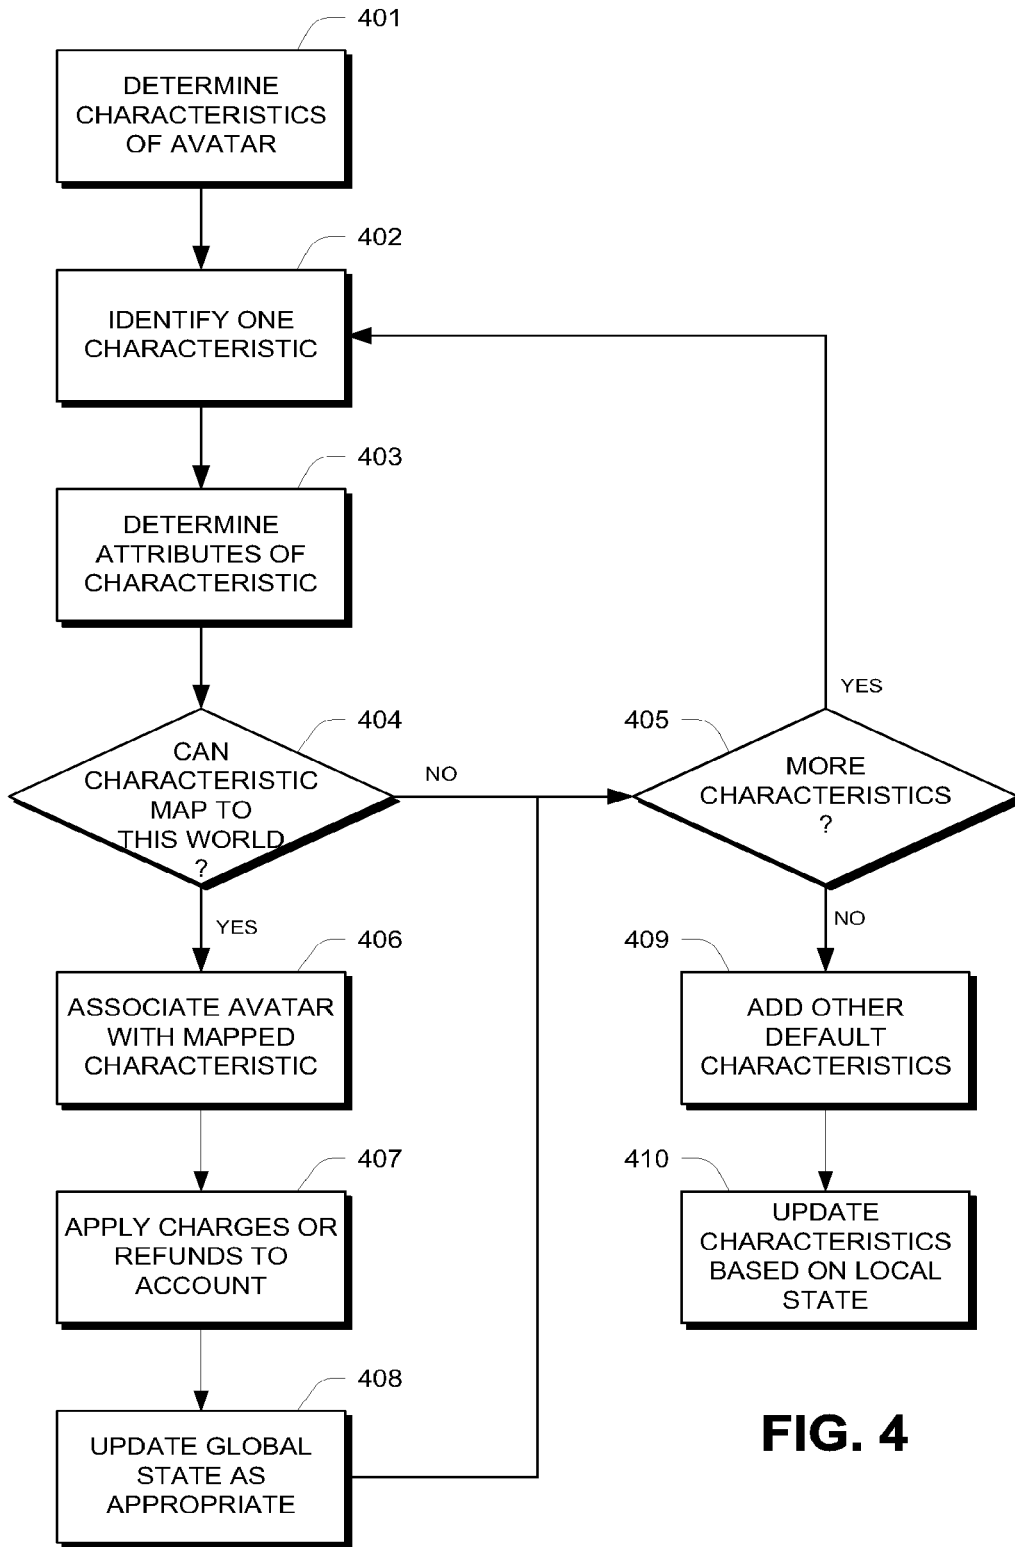 401
DETERMINE
CHARACTERISTICS
OF AVATAR
402
IDENTIFY ONE
CHARACTERISTIC
403
DETERMINE
ATTRIBUTES OF
CHARACTERISTIC
404
CAN
CHARACTERISTIC
MAP TO
THIS WORLD
?
NO
YES
405
MORE
CHARACTERISTICS
?
YES
NO
406
ASSOCIATE AVATAR
WITH MAPPED
CHARACTERISTIC
407
APPLY CHARGES OR
REFUNDS TO
ACCOUNT
408
UPDATE GLOBAL
STATE AS
APPROPRIATE
409
ADD OTHER
DEFAULT
CHARACTERISTICS
410
UPDATE
CHARACTERISTICS
BASED ON LOCAL
STATE
FIG. 4